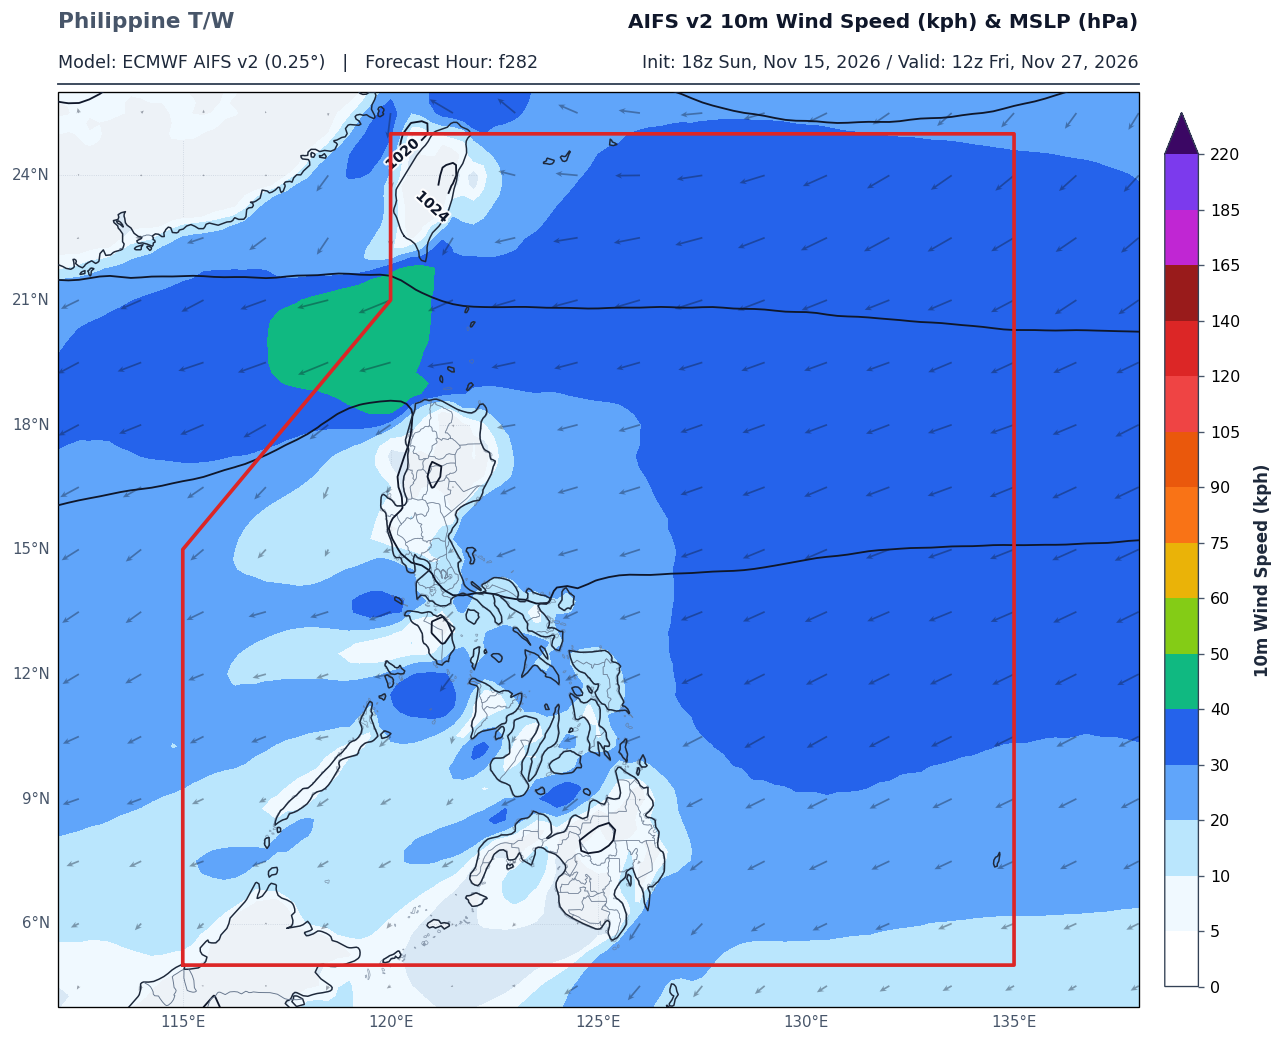 Philippine T/W
AIFS v2 10m Wind Speed (kph) & MSLP (hPa)
Model: ECMWF AIFS v2 (0.25°) | Forecast Hour: f282
Init: 18z Sun, Nov 15, 2026 / Valid: 12z Fri, Nov 27, 2026
24°N
21°N
18°N
15°N
12°N
9°N
6°N
115°E
120°E
125°E
130°E
135°E
1020
1024
220
185
165
140
120
105
90
75
60
50
40
30
20
10
5
0
10m Wind Speed (kph)